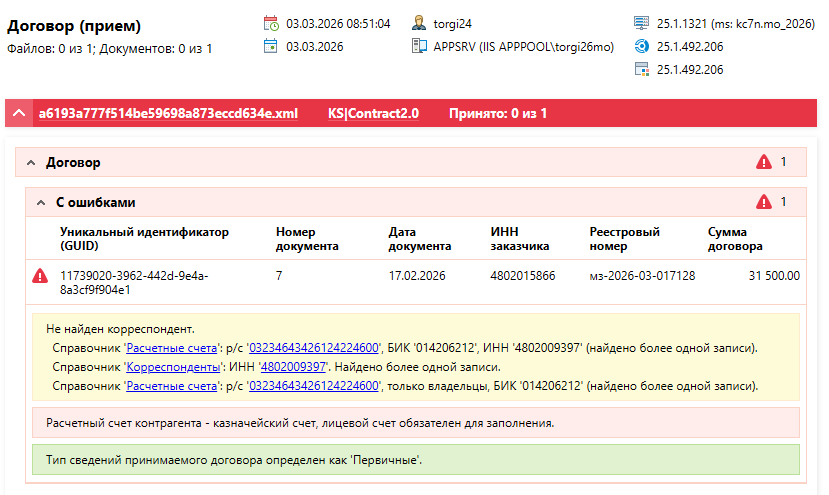 Договор (прием)
Файлов: 0 из 1; Документов: 0 из 1
03.03.2026 08:51:04
03.03.2026
torgi24
APPSRV (IIS APPPOOL\torgi26mo)
25.1.1321 (ms: kc7n.mo_2026)
25.1.492.206
25.1.492.206
a6193a777f514be59698a873eccd634e.xml KS|Contract2.0 Принято: 0 из 1
Договор 1
С ошибками 1
Уникальный идентификатор (GUID) Номер документа Дата документа ИНН заказчика Реестровый номер Сумма договора
11739020-3962-442d-9e4a- 7 17.02.2026 4802015866 мз-2026-03-017128 31 500.00
8a3cf9f904e1
Не найден корреспондент.
Справочник 'Расчетные счета': р/с '03234643426124224600', БИК '014206212', ИНН '4802009397' (найдено более одной записи).
Справочник 'Корреспонденты': ИНН '4802009397'. Найдено более одной записи.
Справочник 'Расчетные счета': р/с '03234643426124224600', только владельцы, БИК '014206212' (найдено более одной записи).
Расчетный счет контрагента - казначейский счет, лицевой счет обязателен для заполнения.
Тип сведений принимаемого договора определен как 'Первичные'.